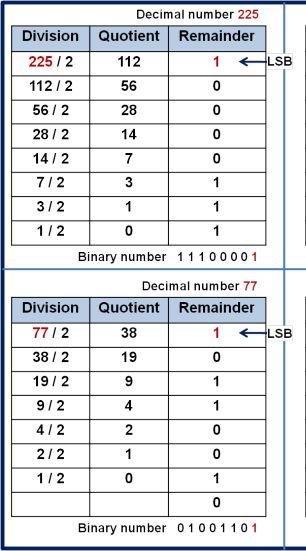 Decimal number 225
Division Quotient Remainder
225 / 2 112 1 LSB
112 / 2 56 0
56 / 2 28 0
28 / 2 14 0
14 / 2 7 0
7 / 2 3 1
3 / 2 1 1
1 / 2 0 1
Binary number 1 1 1 0 0 0 0 1
Decimal number 77
Division Quotient Remainder
77 / 2 38 1 LSB
38 / 2 19 0
19 / 2 9 1
9 / 2 4 1
4 / 2 2 0
2 / 2 1 0
1 / 2 0 1
0
Binary number 0 1 0 0 1 1 0 1